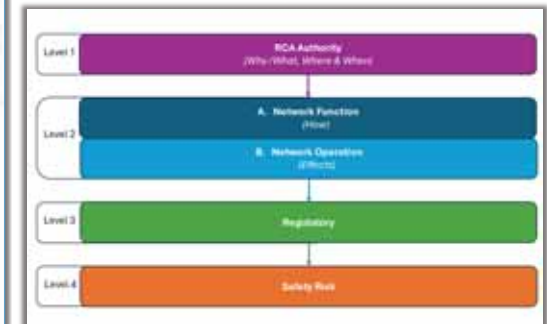 Level 1
RCA Authority
(Why /What, Where & When)
Level 2
A. Network Function
(How)
B. Network Operation
(Effects)
Level 3
Regulatory
Level 4
Safety Risk